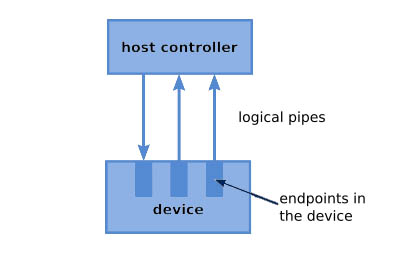 host controller
logical pipes
endpoints in
the device
device